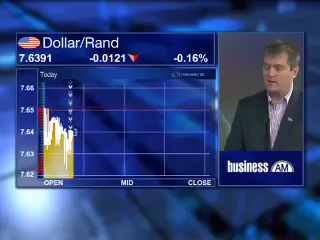 Dollar/Rand
7.6391 -0.0121 -0.16%
Today
7.66
7.65
7.64
7.63
7.62
OPEN MID CLOSE
business AM